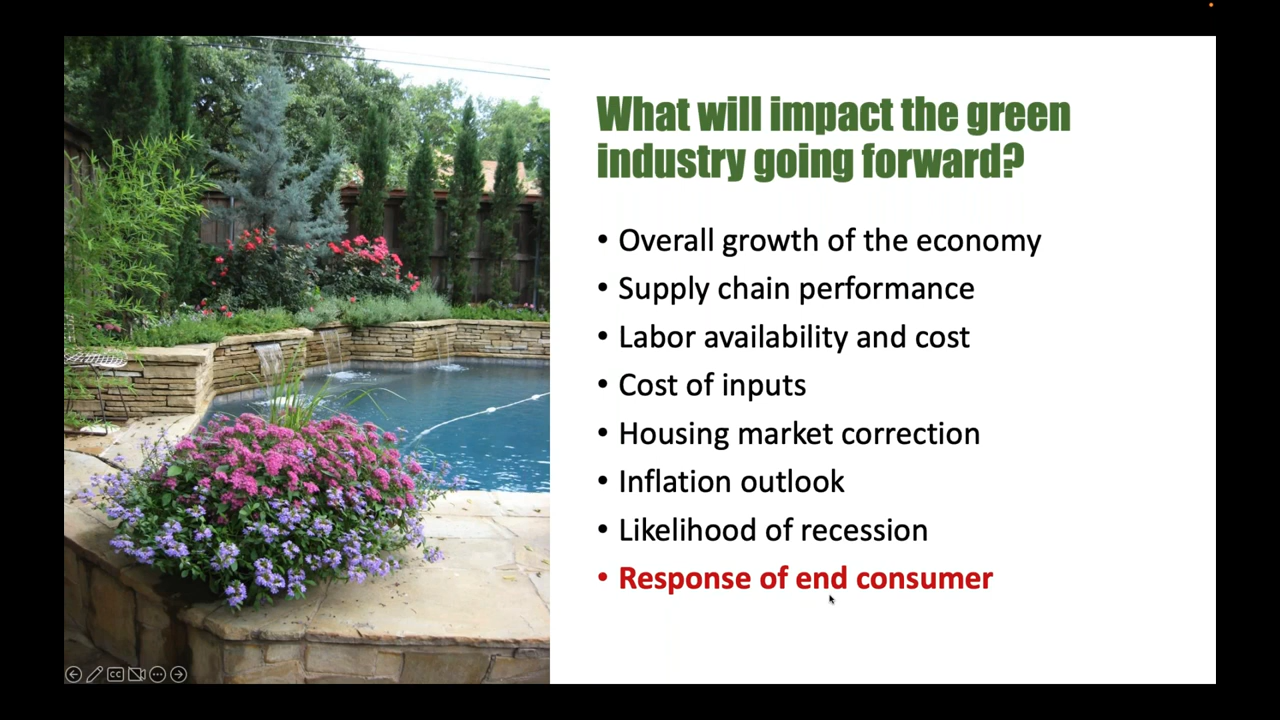 What will impact the green
industry going forward?
• Overall growth of the economy
• Supply chain performance
• Labor availability and cost
• Cost of inputs
• Housing market correction
• Inflation outlook
• Likelihood of recession
• Response of end consumer
CC